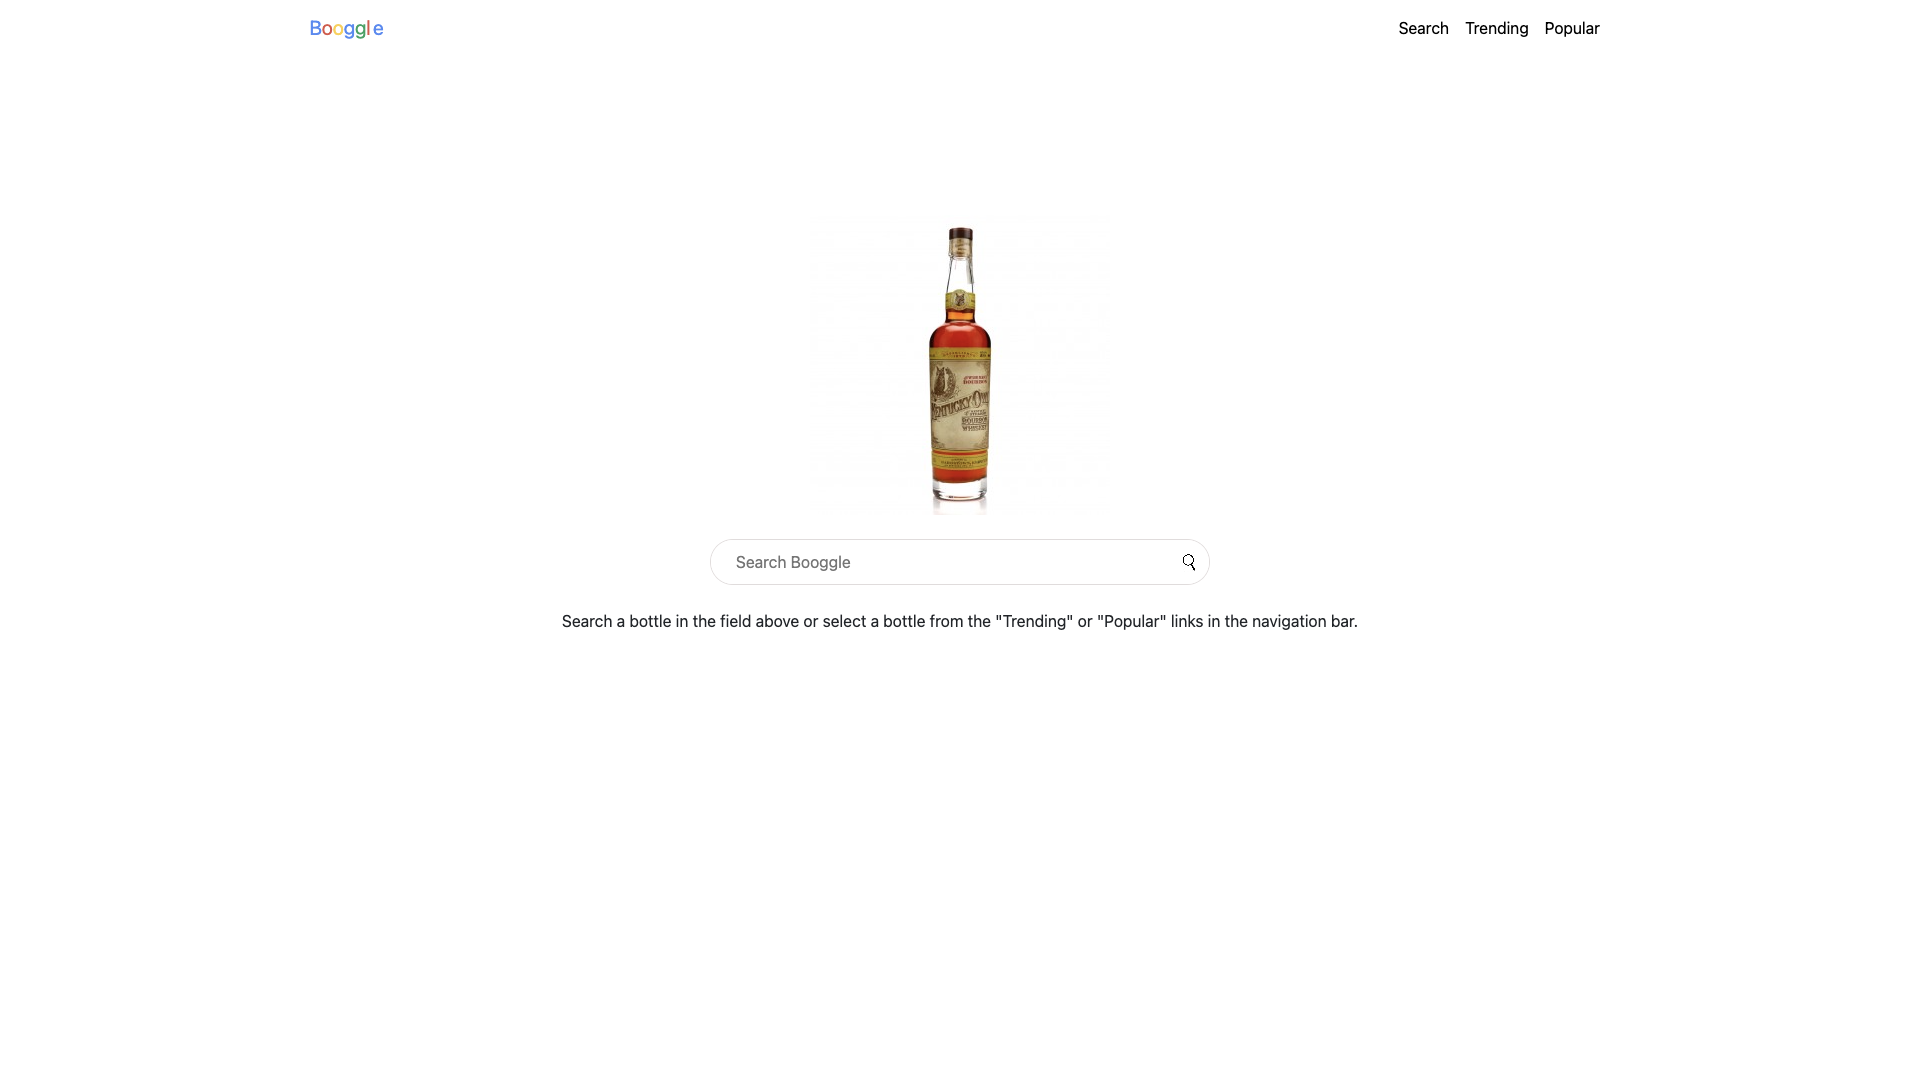 Booggle
Search Trending Popular
BOURBON
KENTUCKY OWL
BOURBON
WHISKEY
Search Booggle
Search a bottle in the field above or select a bottle from the "Trending" or "Popular" links in the navigation bar.